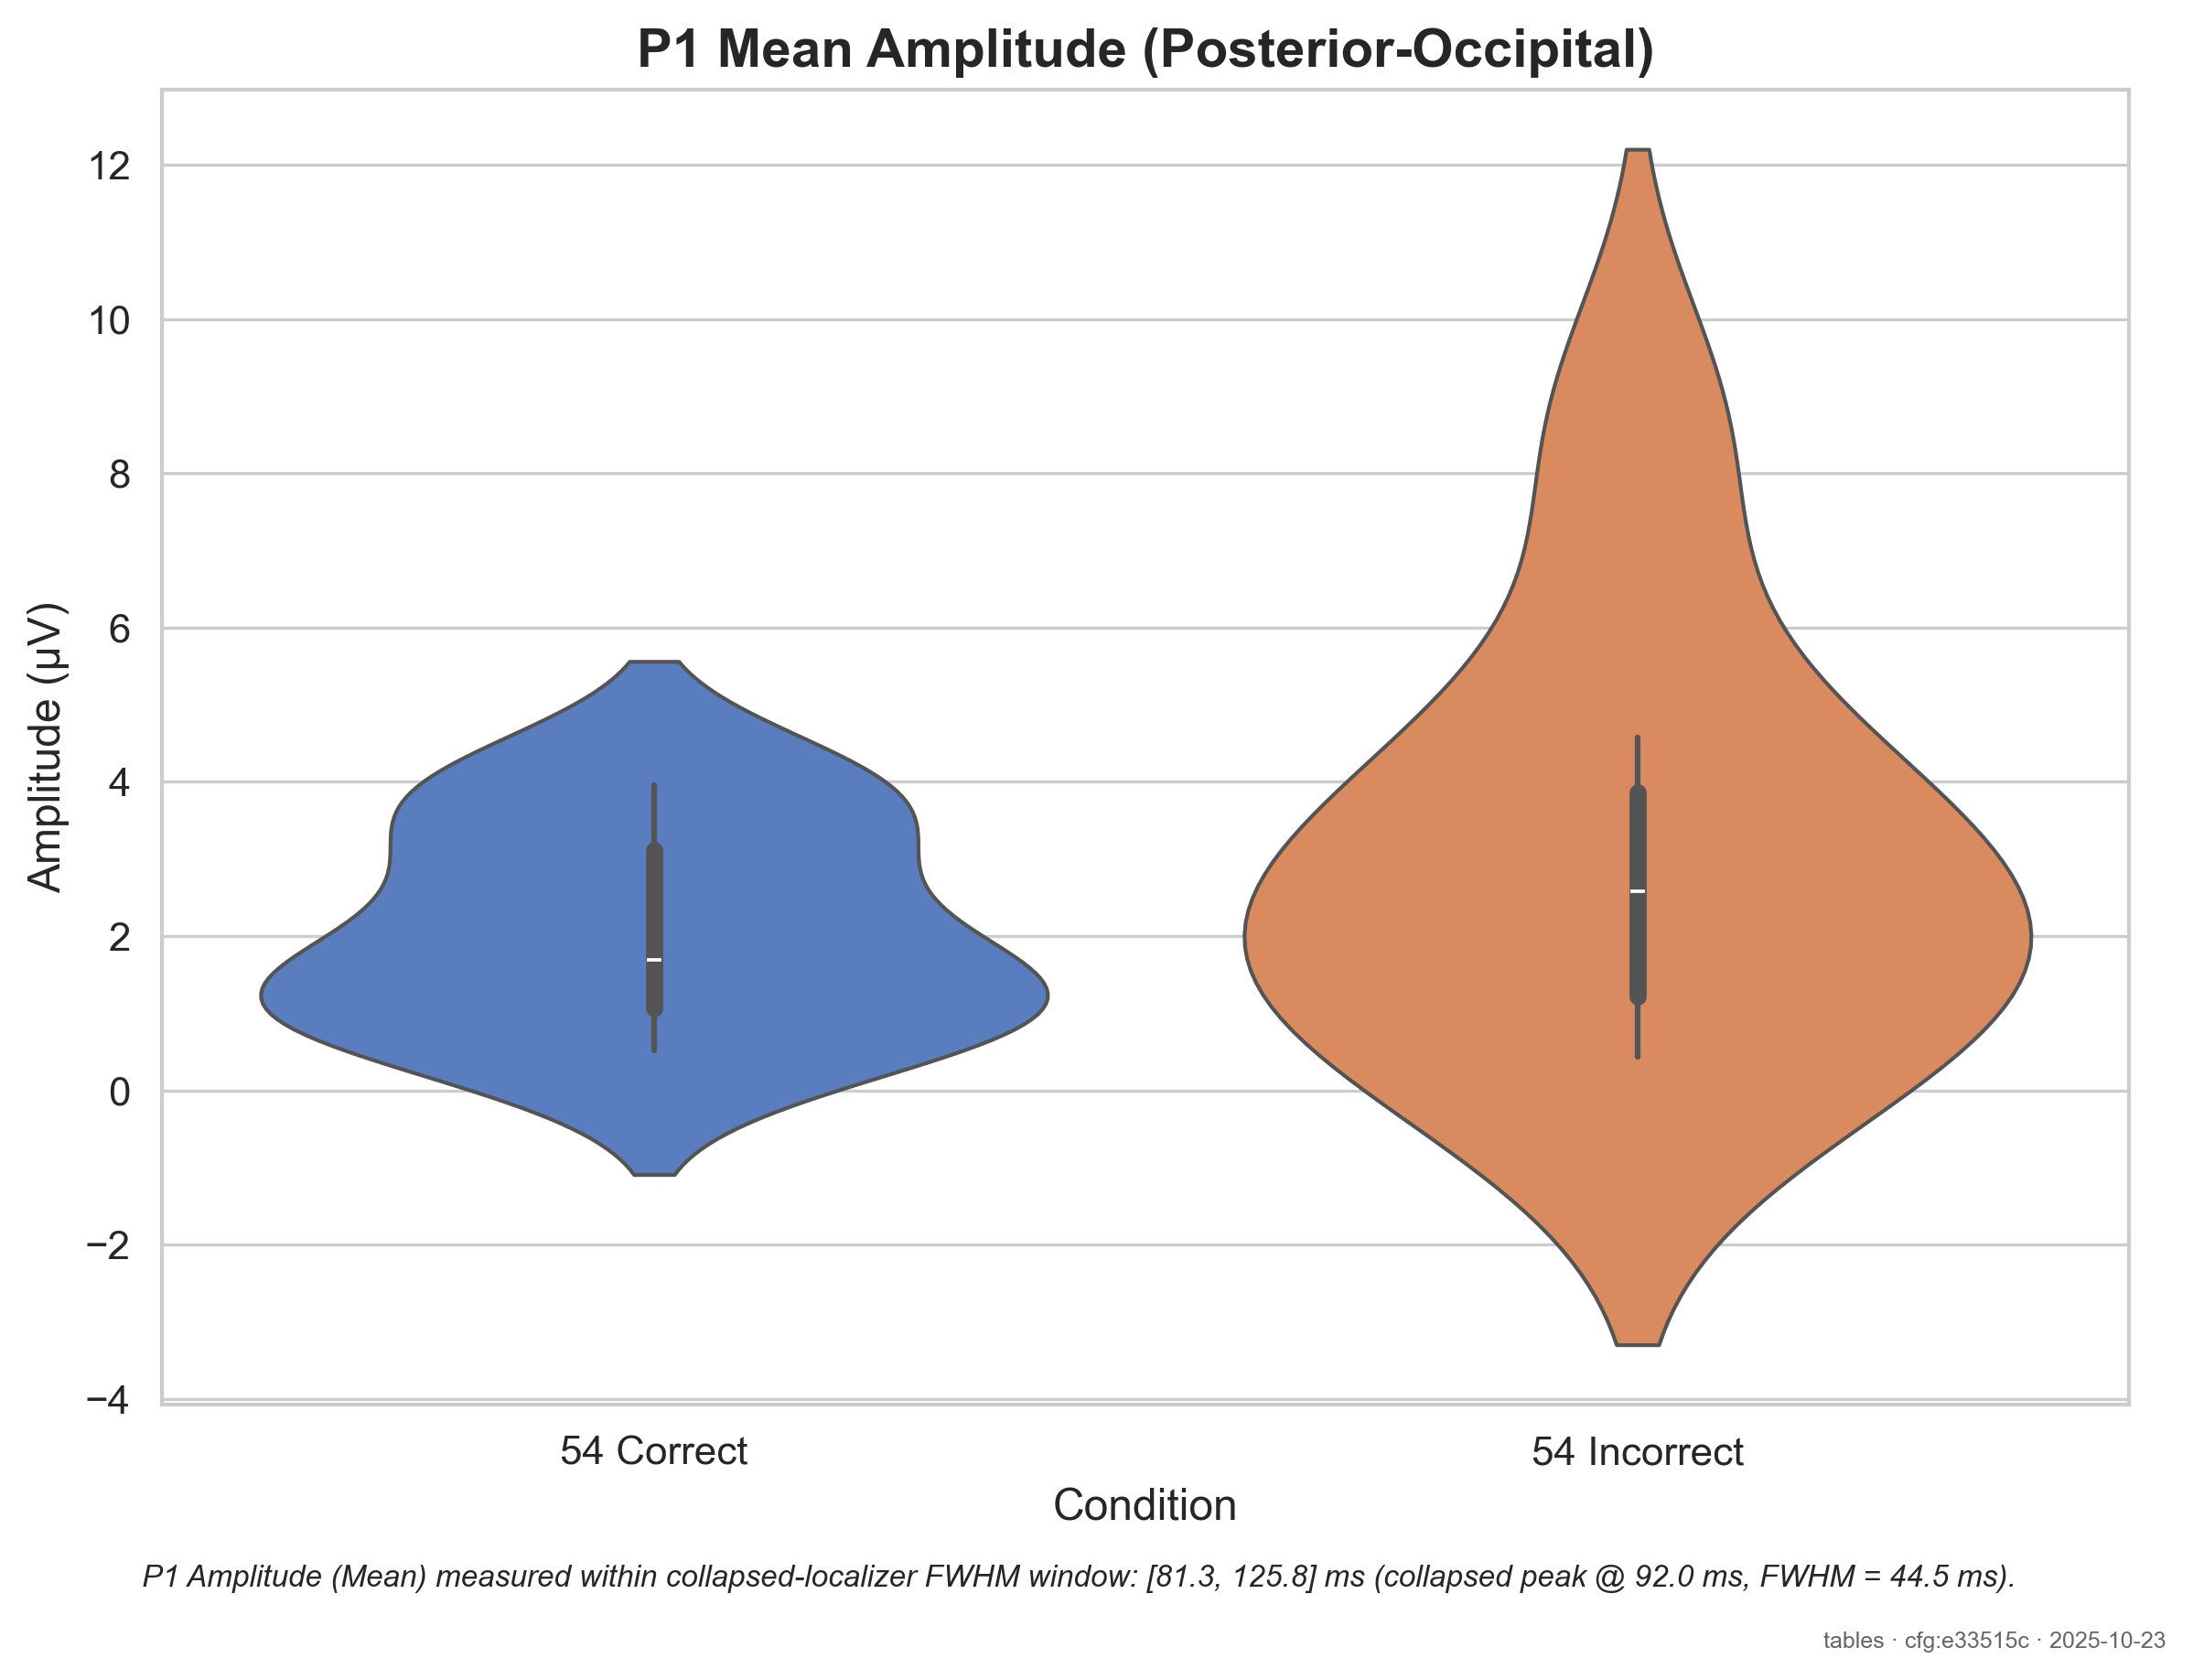 P1 Mean Amplitude (Posterior-Occipital)
12
10
8
6
4
2
0
−2
−4
Amplitude (µV)
54 Correct
54 Incorrect
Condition
P1 Amplitude (Mean) measured within collapsed-localizer FWHM window: [81.3, 125.8] ms (collapsed peak @ 92.0 ms, FWHM = 44.5 ms).
tables · cfg:e33515c · 2025-10-23